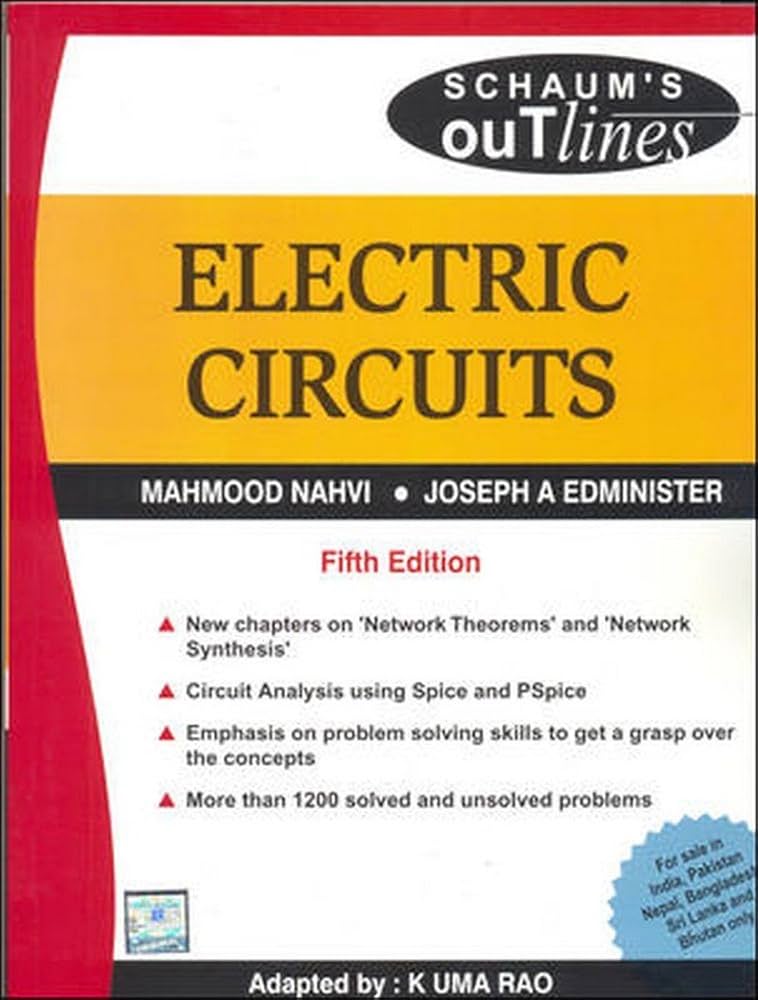 SCHAUM'S
ouTlines
ELECTRIC
CIRCUITS
MAHMOOD NAHVI • JOSEPH A EDMINISTER
Fifth Edition
▲ New chapters on 'Network Theorems' and 'Network
Synthesis'
▲ Circuit Analysis using Spice and PSpice
▲ Emphasis on problem solving skills to get a grasp over
the concepts
▲ More than 1200 solved and unsolved problems
For sale in
India, Pakistan
Nepal, Bangladesh
Sri Lanka and
Bhutan only
Adapted by : K UMA RAO